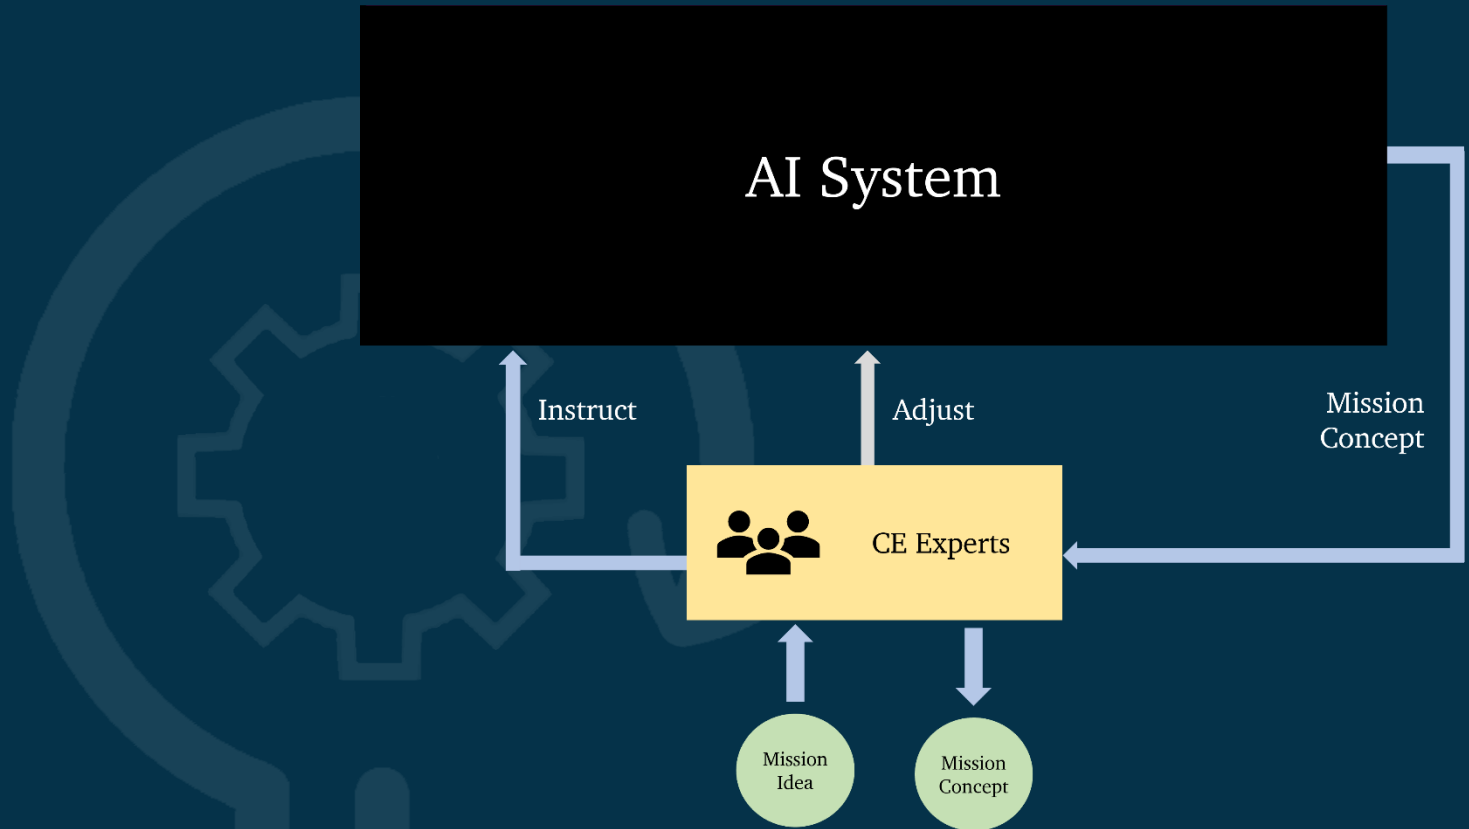 AI System
Instruct
Adjust
Mission
Concept
CE Experts
Mission
Idea
Mission
Concept